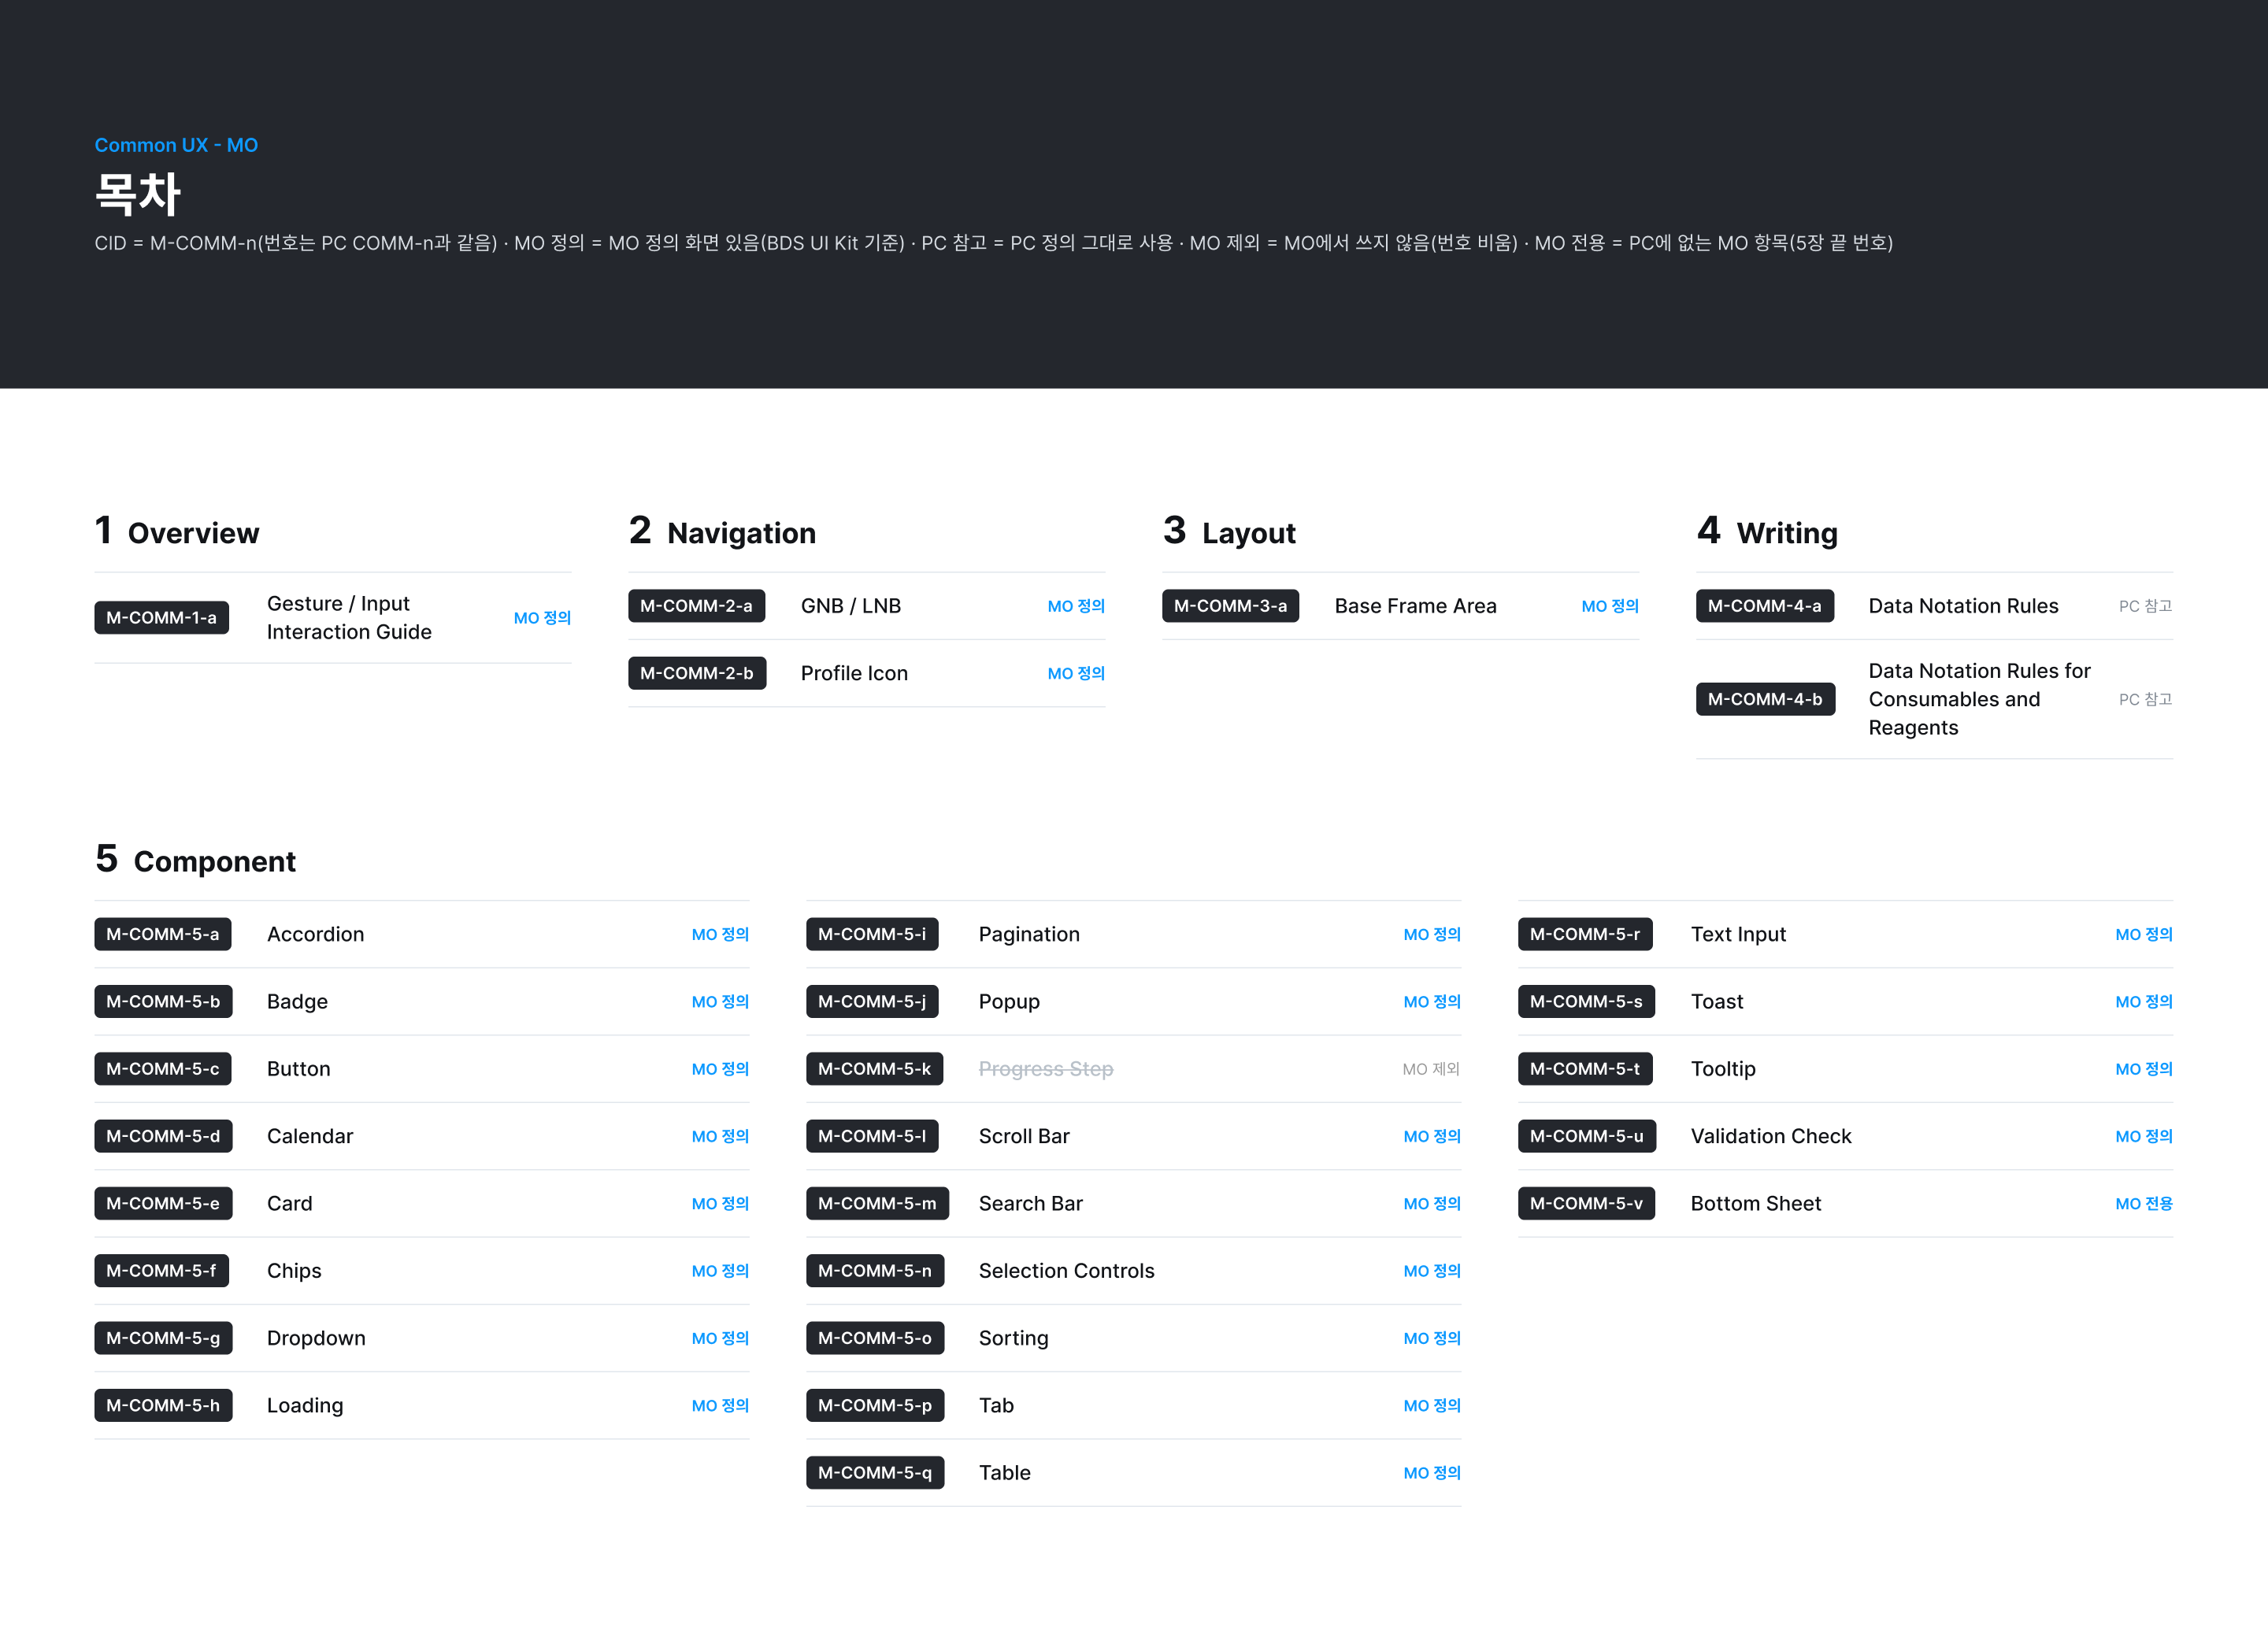 Common UX - MO
목차
CID = M-COMM-n(번호는 PC COMM-n과 같음) · MO 정의 = MO 정의 화면 있음(BDS UI Kit 기준) · PC 참고 = PC 정의 그대로 사용 · MO 제외 = MO에서 쓰지 않음(번호 비움) · MO 전용 = PC에 없는 MO 항목(5장 끝 번호)
1 Overview
M-COMM-1-a
Gesture / Input
Interaction Guide
MO 정의
2 Navigation
M-COMM-2-a GNB / LNB MO 정의
M-COMM-2-b Profile Icon MO 정의
3 Layout
M-COMM-3-a Base Frame Area MO 정의
4 Writing
M-COMM-4-a Data Notation Rules PC 참고
M-COMM-4-b
Data Notation Rules for
Consumables and
Reagents
PC 참고
5 Component
M-COMM-5-a Accordion MO 정의
M-COMM-5-b Badge MO 정의
M-COMM-5-c Button MO 정의
M-COMM-5-d Calendar MO 정의
M-COMM-5-e Card MO 정의
M-COMM-5-f Chips MO 정의
M-COMM-5-g Dropdown MO 정의
M-COMM-5-h Loading MO 정의
M-COMM-5-i Pagination MO 정의
M-COMM-5-j Popup MO 정의
M-COMM-5-k Progress Step MO 제외
M-COMM-5-l Scroll Bar MO 정의
M-COMM-5-m Search Bar MO 정의
M-COMM-5-n Selection Controls MO 정의
M-COMM-5-o Sorting MO 정의
M-COMM-5-p Tab MO 정의
M-COMM-5-q Table MO 정의
M-COMM-5-r Text Input MO 정의
M-COMM-5-s Toast MO 정의
M-COMM-5-t Tooltip MO 정의
M-COMM-5-u Validation Check MO 정의
M-COMM-5-v Bottom Sheet MO 전용